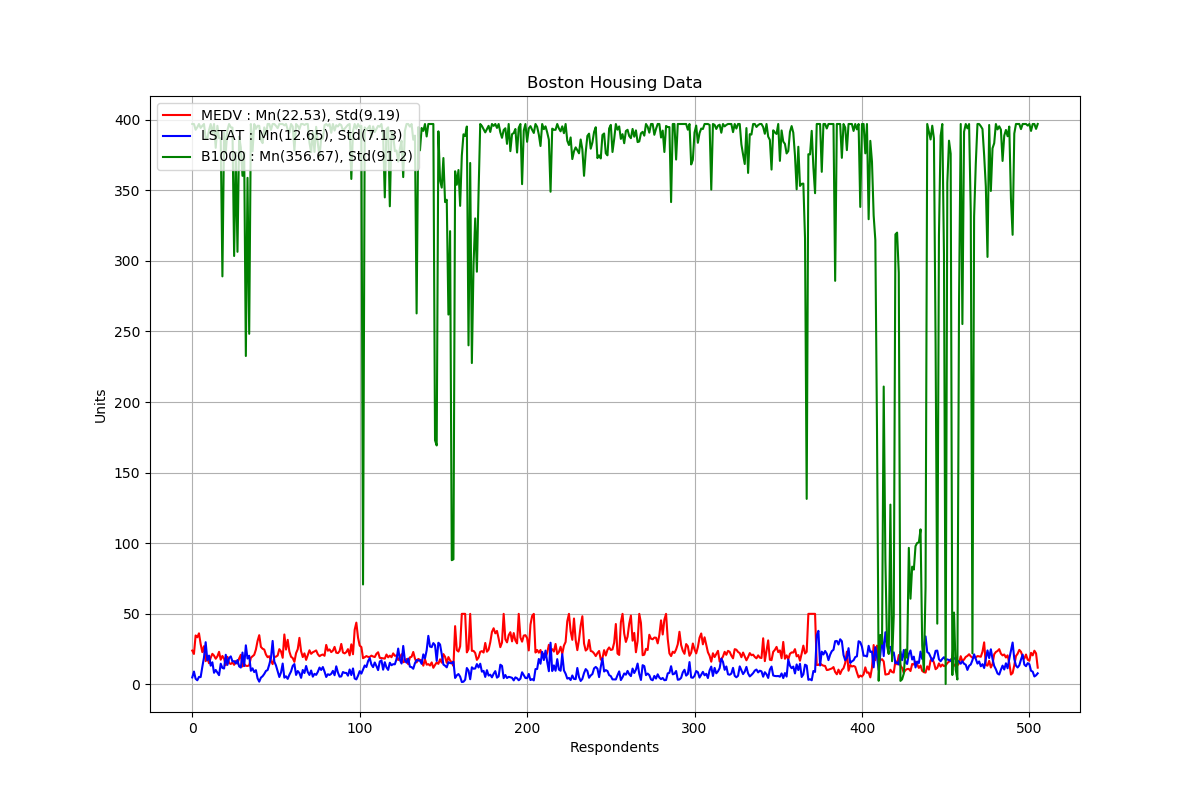 Boston Housing Data
MEDV : Mn(22.53), Std(9.19)
LSTAT : Mn(12.65), Std(7.13)
B1000 : Mn(356.67), Std(91.2)
400
350
300
250
200
150
100
50
0
Units
0 100 200 300 400 500
Respondents